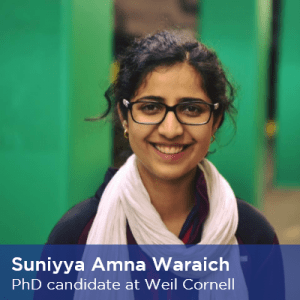 Suniyya Amna Waraich
PhD candidate at Weil Cornell